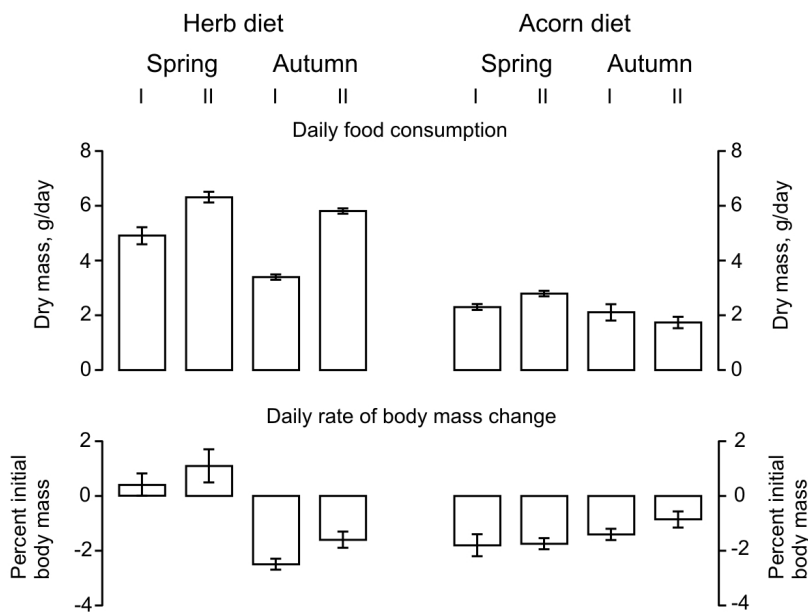 Herb diet Acorn diet
Spring Autumn Spring Autumn
I II I II I II I II
Daily food consumption
8 8
6 6
4 4
2 2
0 0
Dry mass, g/day
Dry mass, g/day
Daily rate of body mass change
2 2
0 0
-2 -2
-4 -4
Percent initial
body mass
Percent initial
body mass